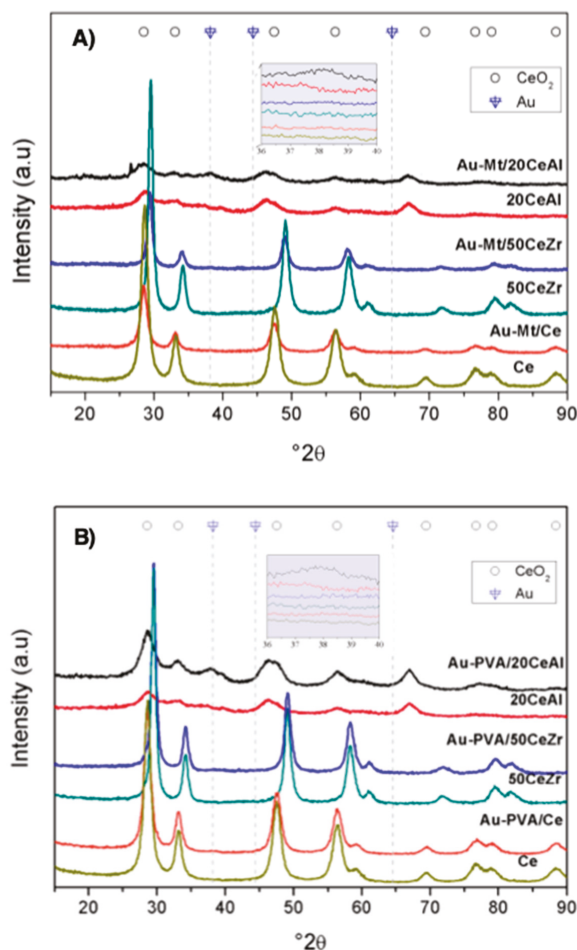 A)
CeO2
Au
36 37 38 39 40
Au-Mt/20CeAl
20CeAl
Au-Mt/50CeZr
50CeZr
Au-Mt/Ce
Ce
Intensity (a.u)
20 30 40 50 60 70 80 90
°2θ
B)
CeO2
Au
36 37 38 39 40
Au-PVA/20CeAl
20CeAl
Au-PVA/50CeZr
50CeZr
Au-PVA/Ce
Ce
Intensity (a.u)
20 30 40 50 60 70 80 90
°2θ